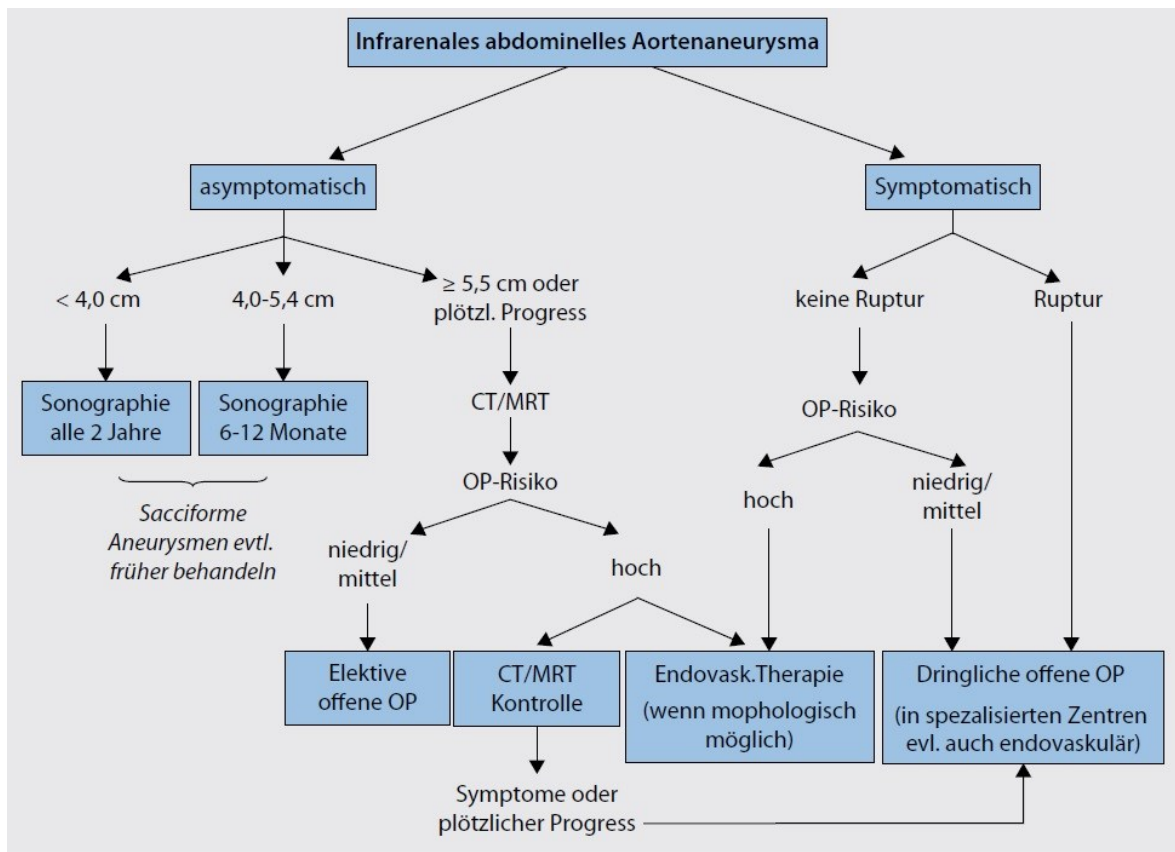 Infrarenales abdominelles Aortenaneurysma
asymptomatisch
Symptomatisch
< 4,0 cm
4,0-5,4 cm
≥ 5,5 cm oder
plötzl. Progress
keine Ruptur
Ruptur
Sonographie
alle 2 Jahre
Sonographie
6-12 Monate
CT/MRT
OP-Risiko
Sacciforme
Aneurysmen evtl.
früher behandeln
OP-Risiko
hoch
niedrig/
mittel
niedrig/
mittel
hoch
Elektive
offene OP
CT/MRT
Kontrolle
Endovask.Therapie
(wenn mophologisch
möglich)
Dringliche offene OP
(in spezalisierten Zentren
evl. auch endovaskulär)
Symptome oder
plötzlicher Progress